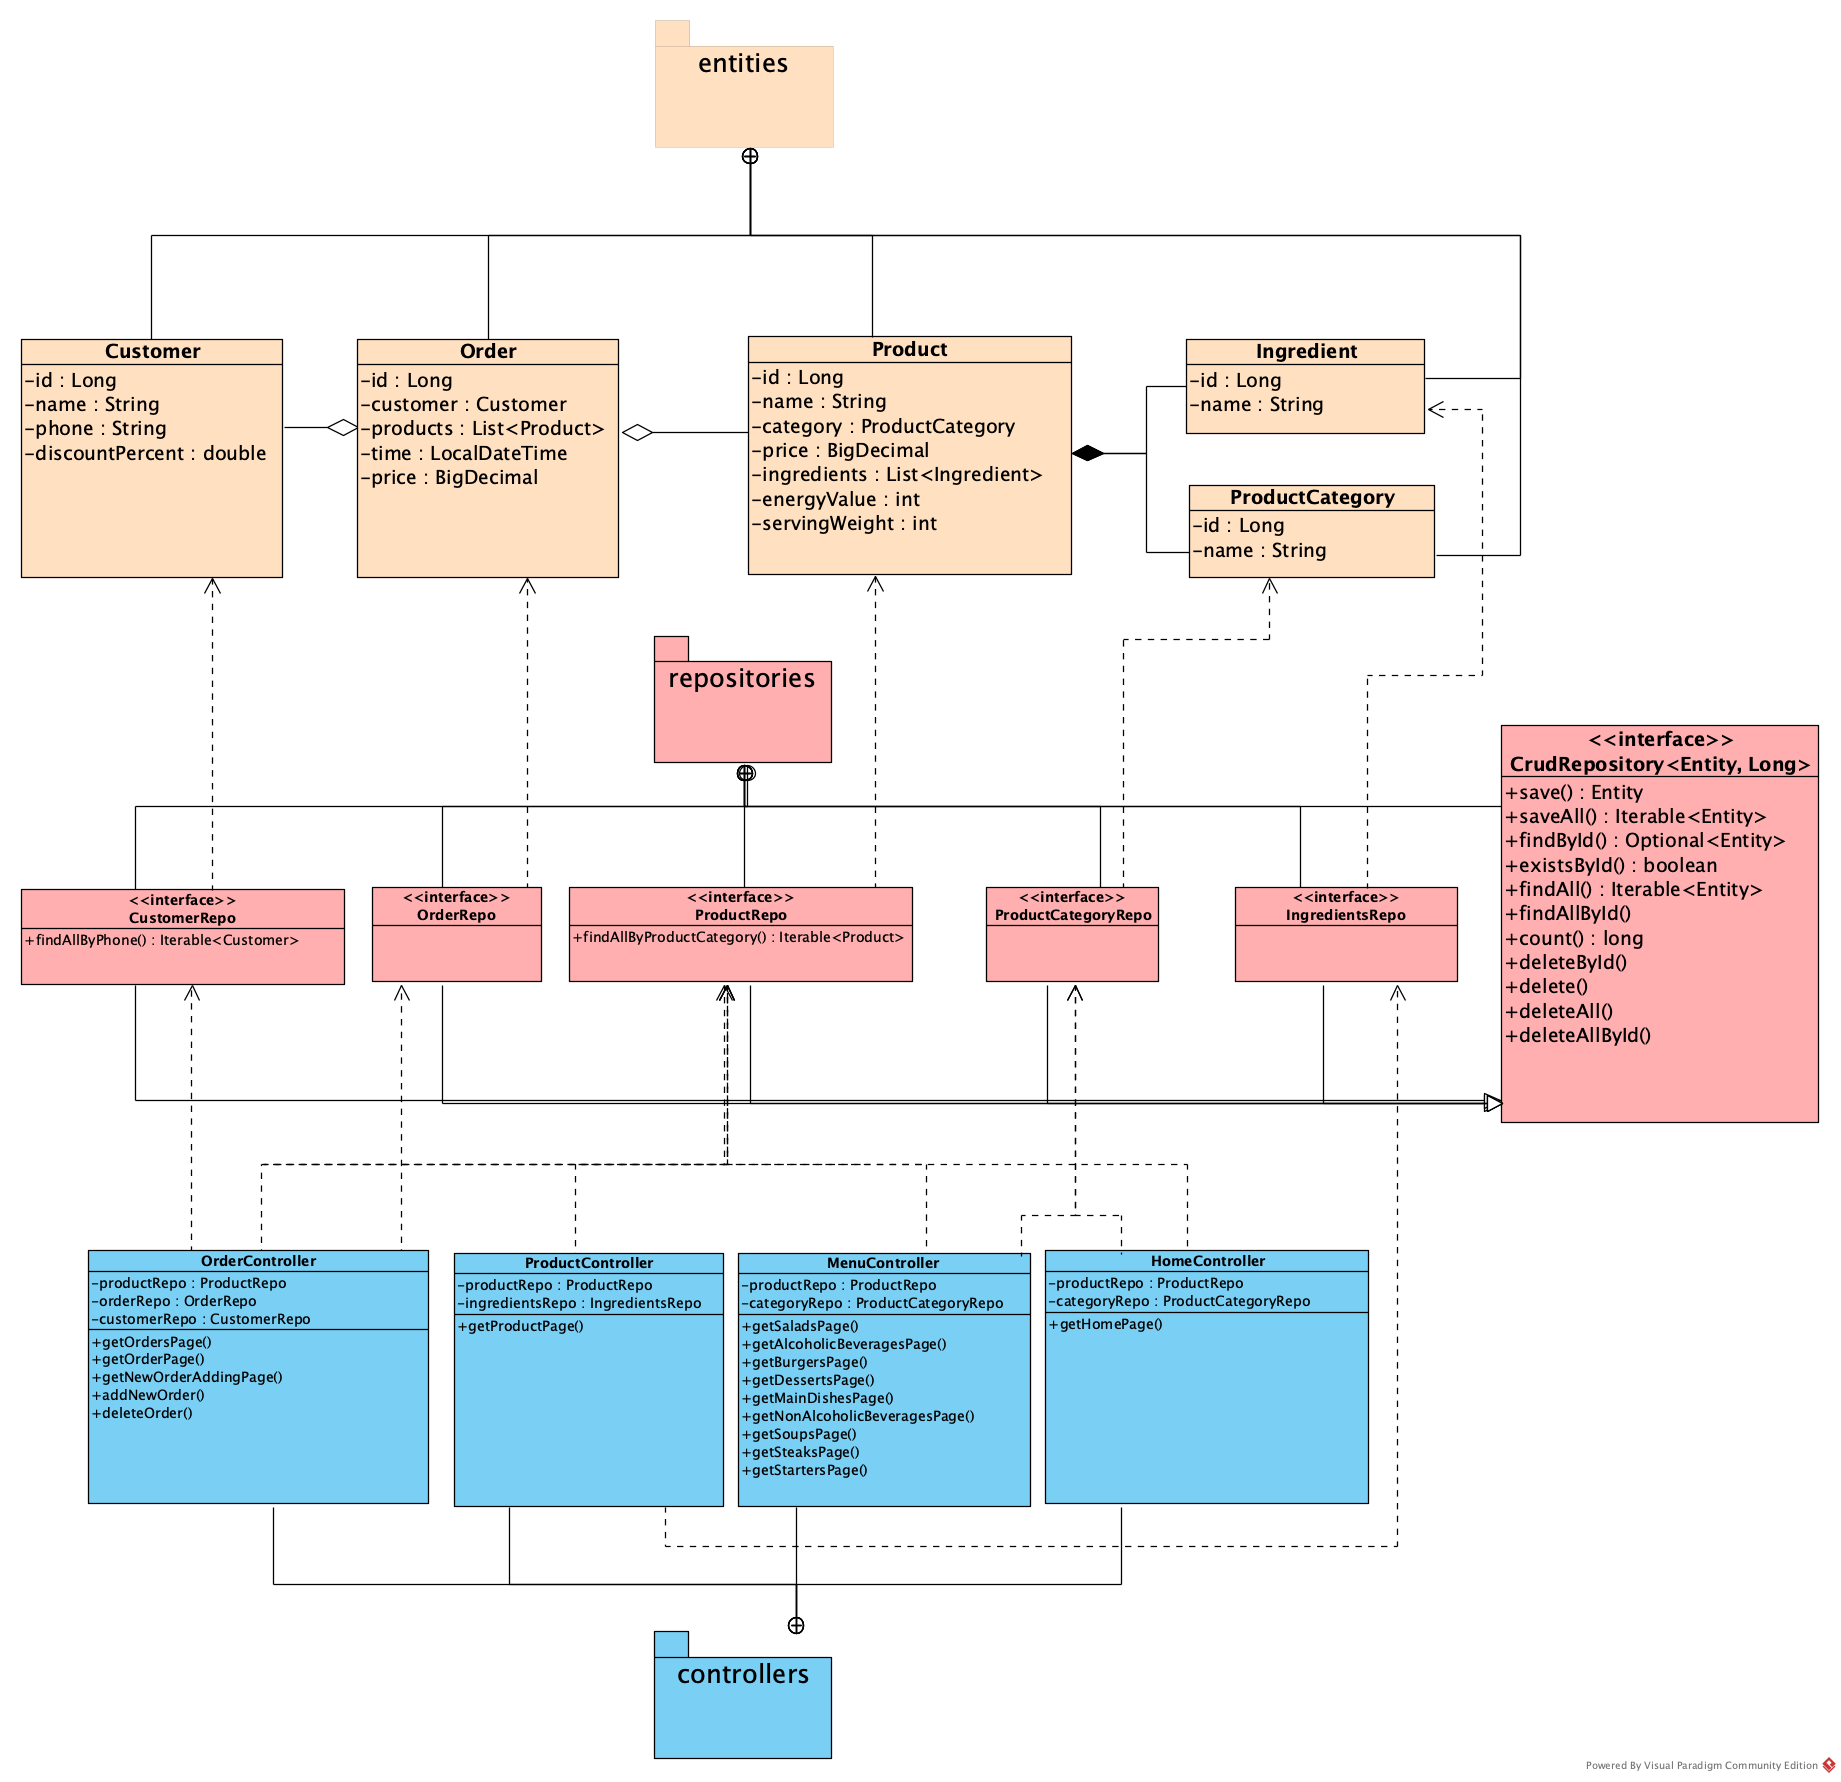 entities
Customer
-id : Long
-name : String
-phone : String
-discountPercent : double
Order
-id : Long
-customer : Customer
-products : List<Product>
-time : LocalDateTime
-price : BigDecimal
Product
-id : Long
-name : String
-category : ProductCategory
-price : BigDecimal
-ingredients : List<Ingredient>
-energyValue : int
-servingWeight : int
Ingredient
-id : Long
-name : String
ProductCategory
-id : Long
-name : String
repositories
<<interface>>
CrudRepository<Entity, Long>
+save() : Entity
+saveAll() : Iterable<Entity>
+findById() : Optional<Entity>
+existsById() : boolean
+findAll() : Iterable<Entity>
+findAllById()
+count() : long
+deleteById()
+delete()
+deleteAll()
+deleteAllById()
<<interface>>
CustomerRepo
+findAllByPhone() : Iterable<Customer>
<<interface>>
OrderRepo
<<interface>>
ProductRepo
+findAllByProductCategory() : Iterable<Product>
<<interface>>
ProductCategoryRepo
<<interface>>
IngredientsRepo
OrderController
-productRepo : ProductRepo
-orderRepo : OrderRepo
-customerRepo : CustomerRepo
+getOrdersPage()
+getOrderPage()
+getNewOrderAddingPage()
+addNewOrder()
+deleteOrder()
ProductController
-productRepo : ProductRepo
-ingredientsRepo : IngredientsRepo
+getProductPage()
MenuController
-productRepo : ProductRepo
-categoryRepo : ProductCategoryRepo
+getSaladsPage()
+getAlcoholicBeveragesPage()
+getBurgersPage()
+getDessertsPage()
+getMainDishesPage()
+getNonAlcoholicBeveragesPage()
+getSoupsPage()
+getSteaksPage()
+getStartersPage()
HomeController
-productRepo : ProductRepo
-categoryRepo : ProductCategoryRepo
+getHomePage()
controllers
Powered By Visual Paradigm Community Edition